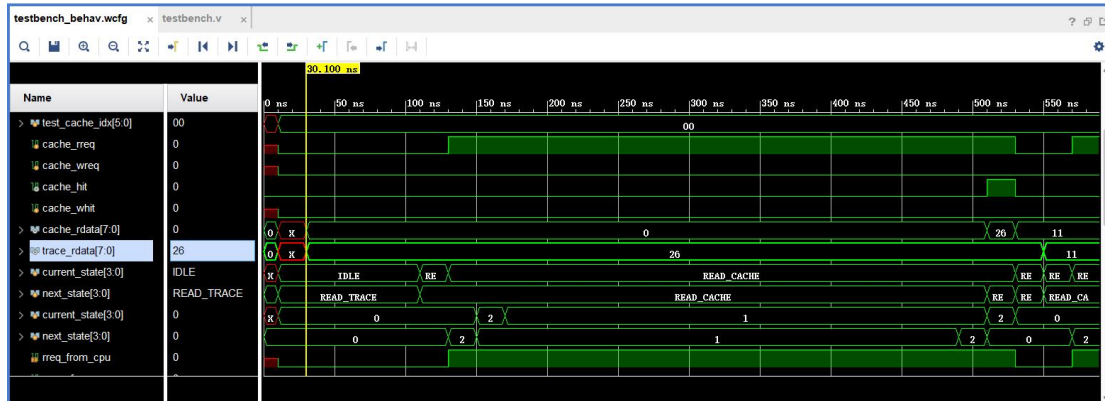 testbench_behav.wcfg × testbench.v ×
30.100 ns
Name Value
0 ns 50 ns 100 ns 150 ns 200 ns 250 ns 300 ns 350 ns 400 ns 450 ns 500 ns 550 ns
test_cache_idx[5:0] 00 00
cache_rreq 0
cache_wreq 0
cache_hit 0
cache_whit 0
cache_rdata[7:0] 0 0 X 0 26 11
trace_rdata[7:0] 26 0 X 26 11
current_state[3:0] IDLE X IDLE RE READ_CACHE RE RE RE
next_state[3:0] READ_TRACE READ_TRACE READ_CACHE RE RE READ_CA
current_state[3:0] 0 X 0 2 1 2 0
next_state[3:0] 0 0 2 1 2 0 2
rreq_from_cpu 0